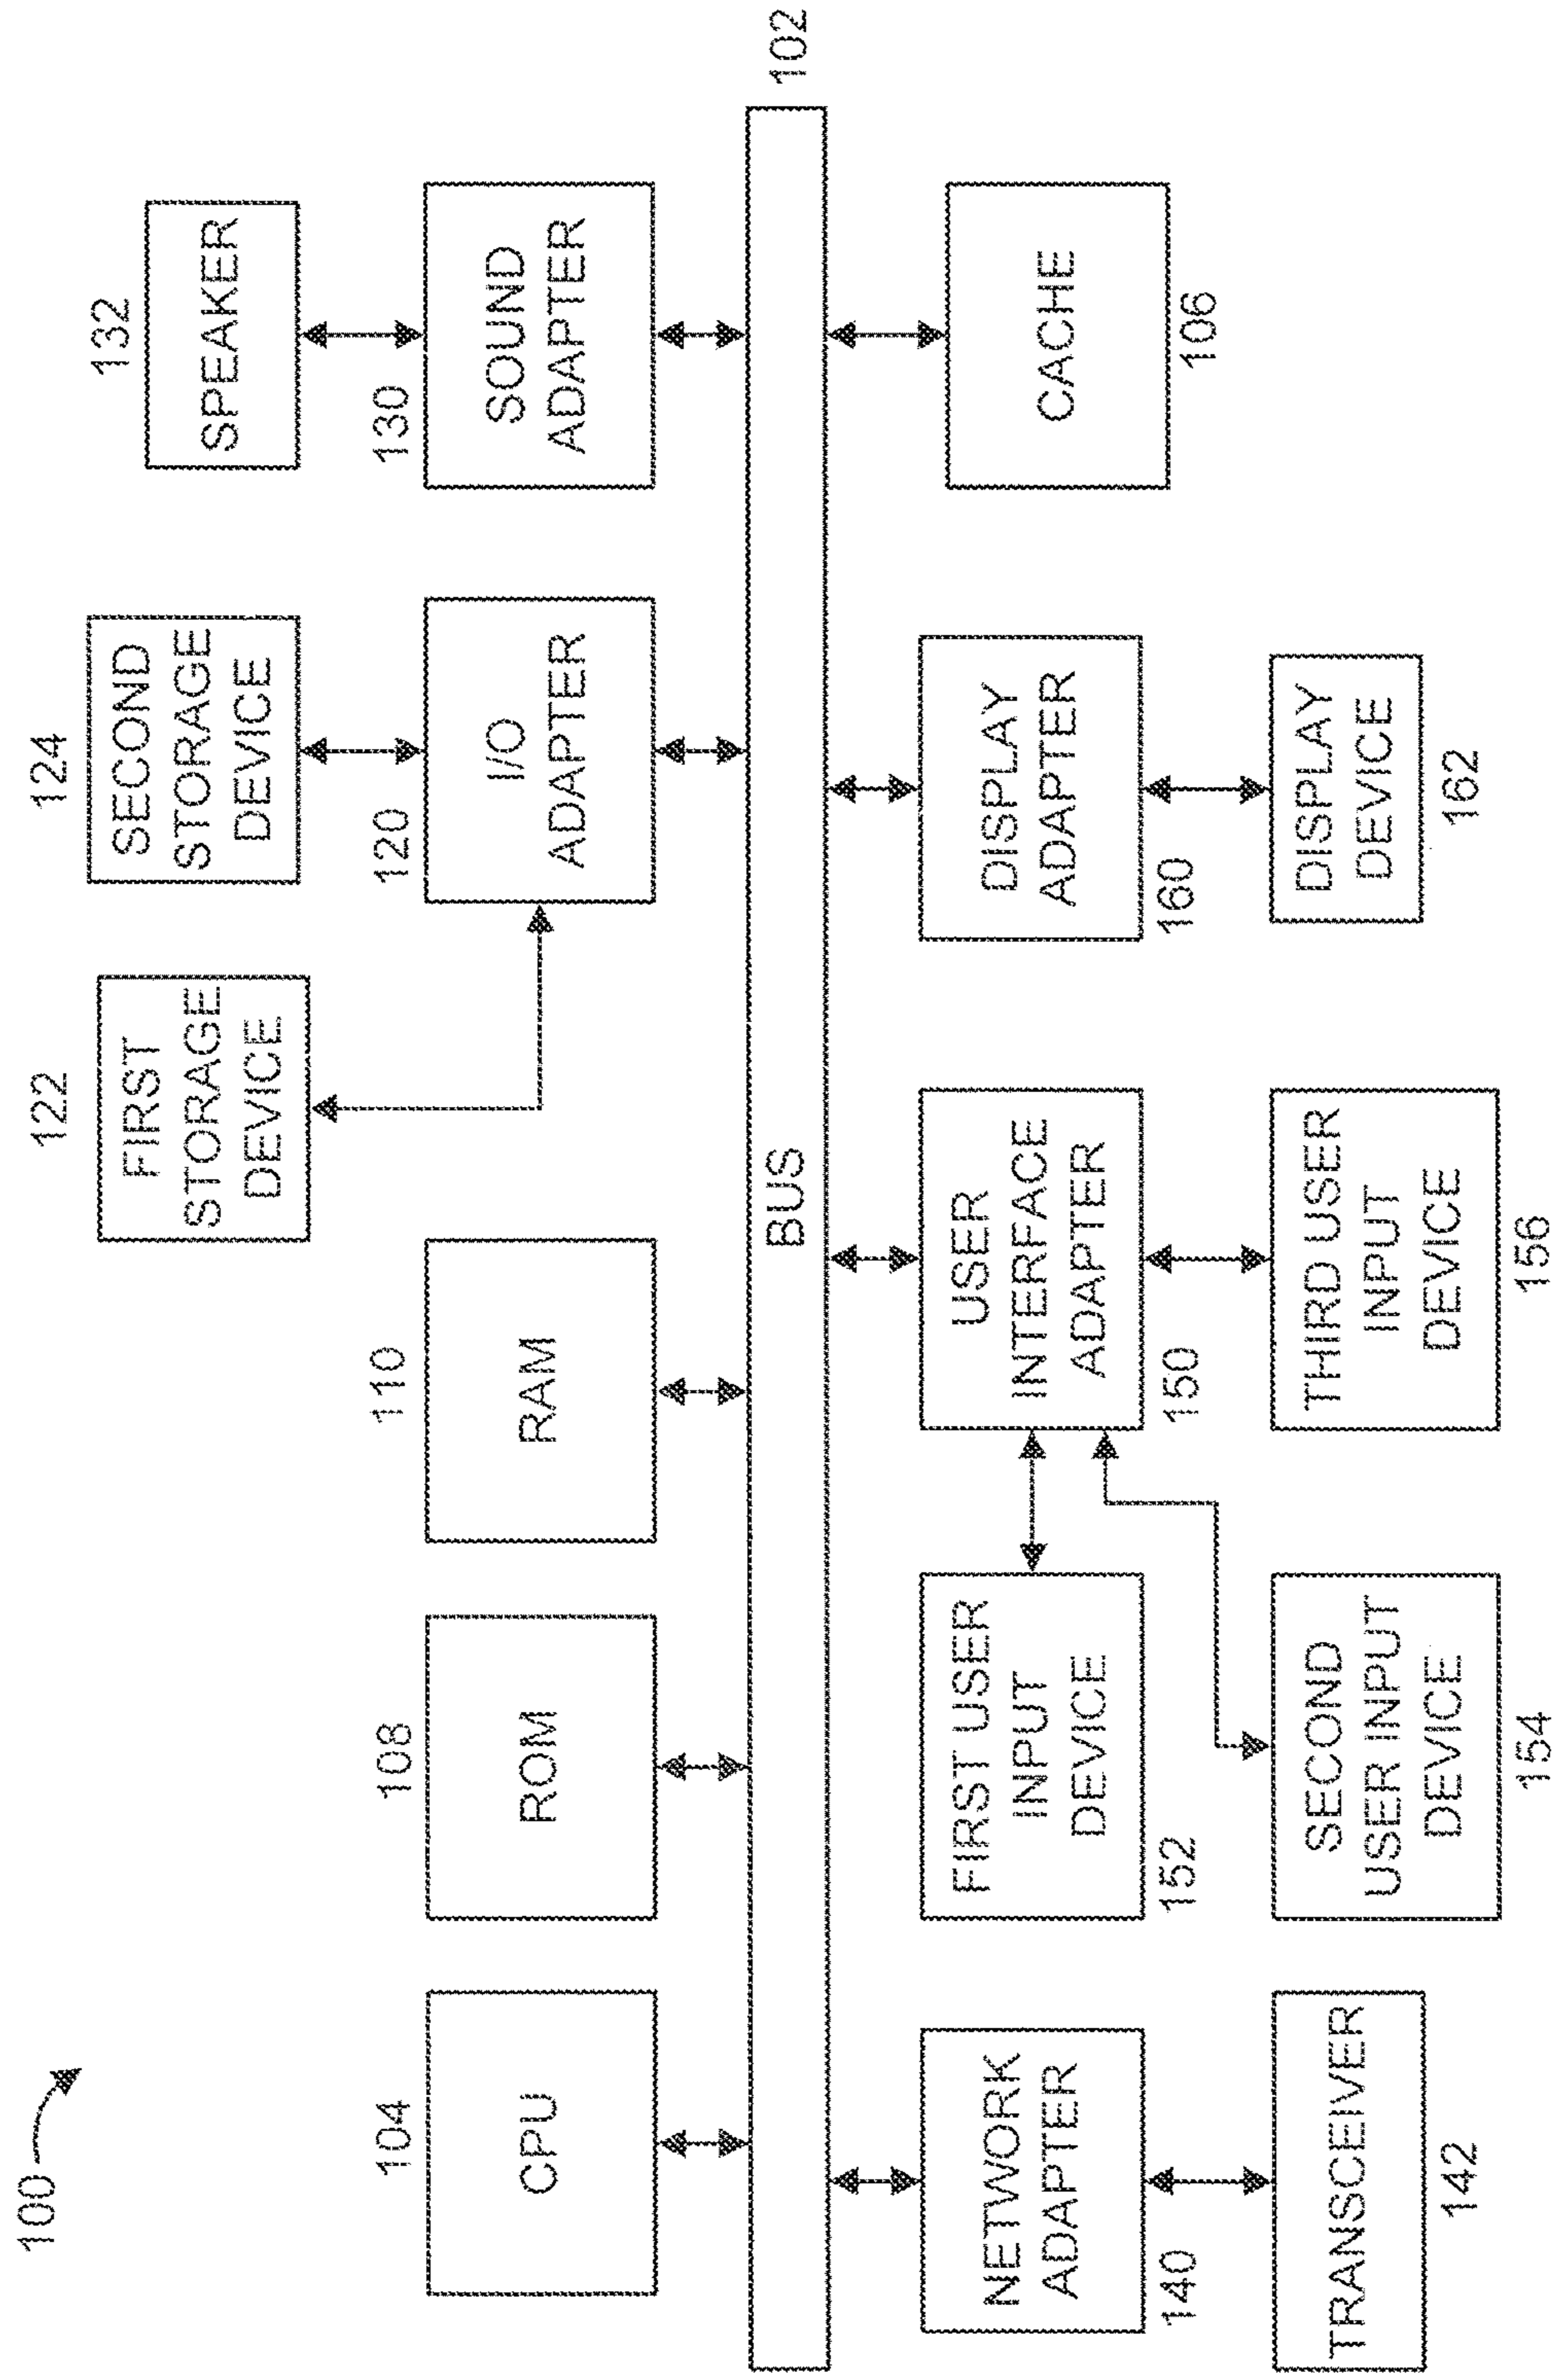 100
104
CPU
108
ROM
110
RAM
122
FIRST
STORAGE
DEVICE
124
SECOND
STORAGE
DEVICE
120
I/O
ADAPTER
132
SPEAKER
130
SOUND
ADAPTER
BUS
102
NETWORK
ADAPTER
140
TRANSCEIVER
142
FIRST USER
INPUT
DEVICE
152
SECOND
USER INPUT
DEVICE
154
USER
INTERFACE
ADAPTER
150
THIRD USER
INPUT
DEVICE
156
DISPLAY
ADAPTER
160
DISPLAY
DEVICE
162
CACHE
106